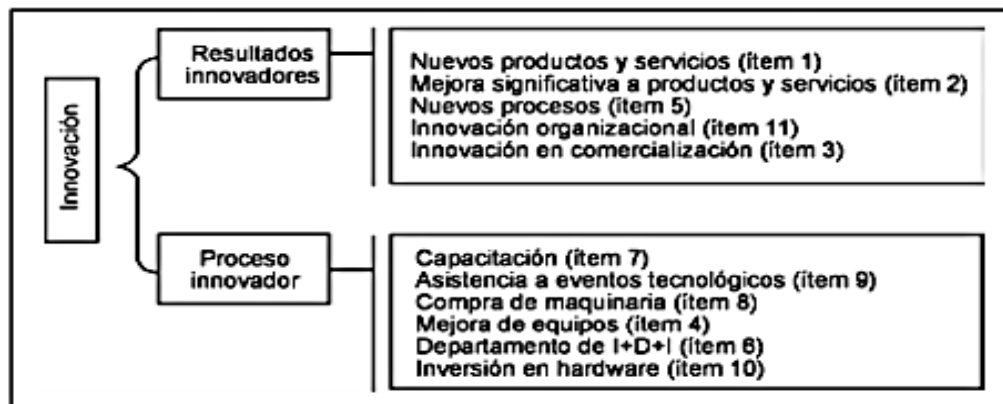 Innovación
Resultados
innovadores
Nuevos productos y servicios (ítem 1)
Mejora significativa a productos y servicios (ítem 2)
Nuevos procesos (ítem 5)
Innovación organizacional (ítem 11)
Innovación en comercialización (ítem 3)
Proceso
innovador
Capacitación (ítem 7)
Asistencia a eventos tecnológicos (ítem 9)
Compra de maquinaria (ítem 8)
Mejora de equipos (ítem 4)
Departamento de I+D+I (ítem 6)
Inversión en hardware (ítem 10)